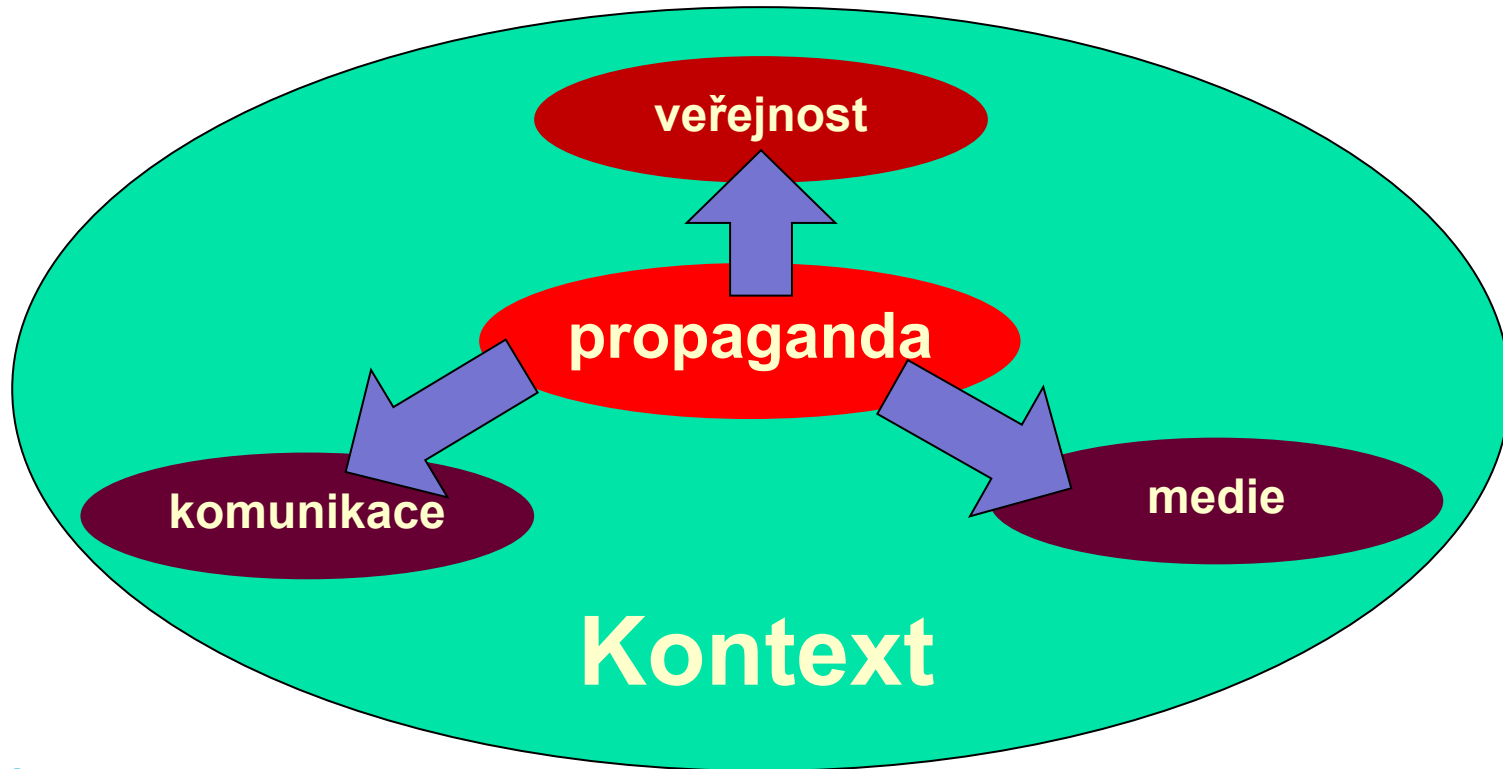 veřejnost
propaganda
komunikace
medie
Kontext